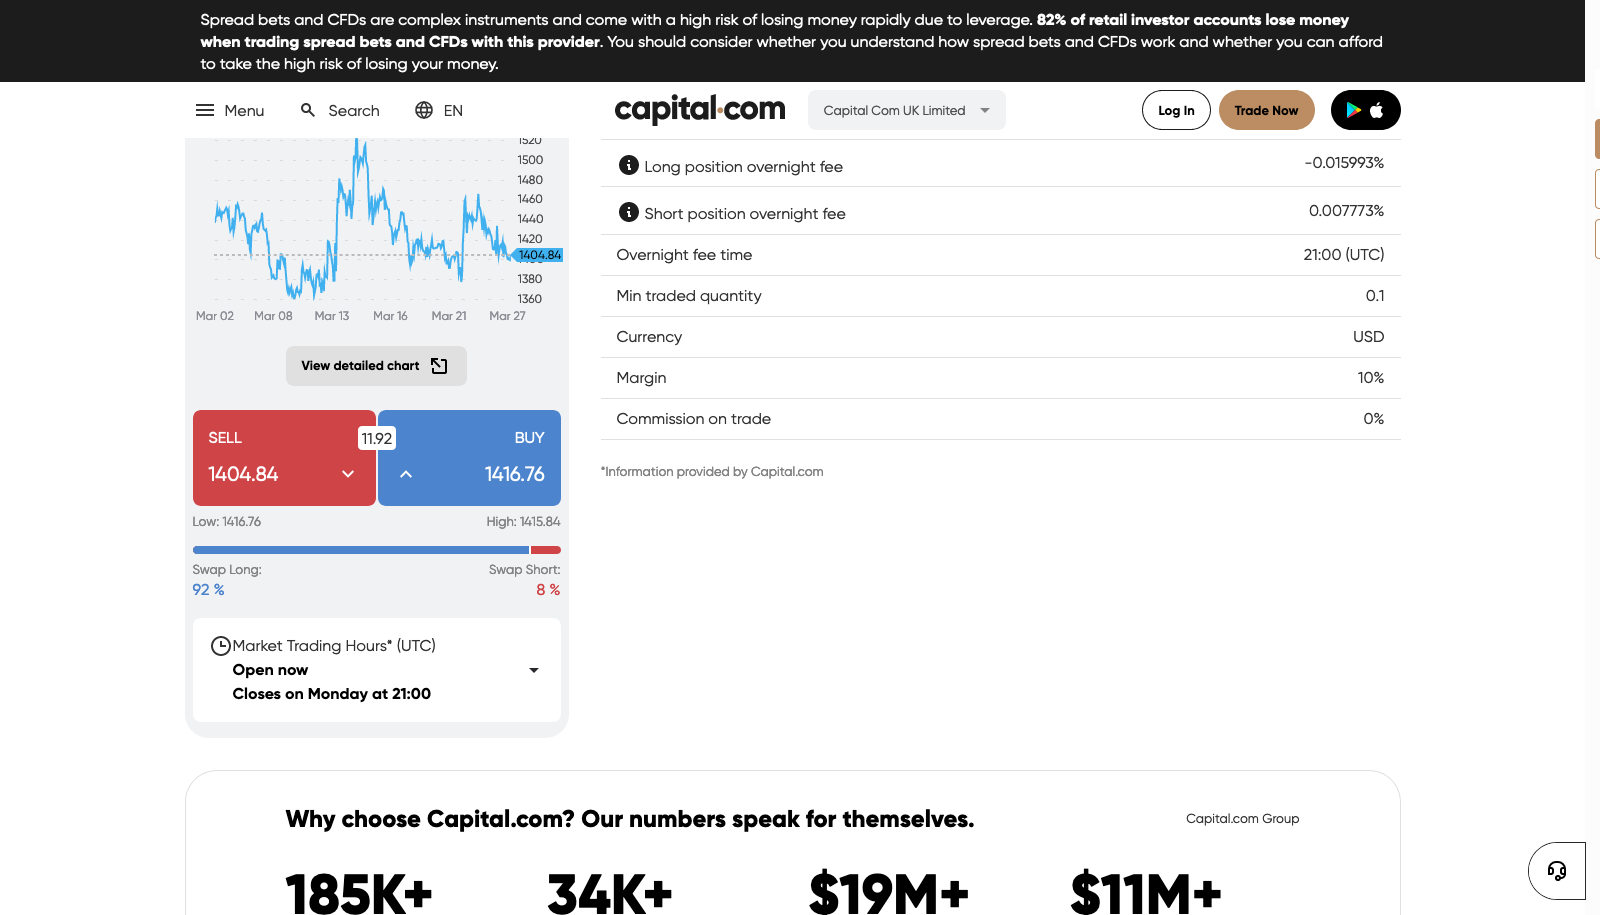 Spread bets and CFDs are complex instruments and come with a high risk of losing money rapidly due to leverage. 82% of retail investor accounts lose money
when trading spread bets and CFDs with this provider. You should consider whether you understand how spread bets and CFDs work and whether you can afford
to take the high risk of losing your money.
Menu
Search
EN
capital.com
Capital Com UK Limited
Log In
Trade Now
1520
1500
1480
1460
1440
1420
1404.84
1380
1360
Mar 02 Mar 08 Mar 13 Mar 16 Mar 21 Mar 27
View detailed chart
SELL
1404.84
11.92
BUY
1416.76
Low: 1416.76
High: 1415.84
Swap Long:
92 %
Swap Short:
8 %
Market Trading Hours* (UTC)
Open now
Closes on Monday at 21:00
Long position overnight fee -0.015993%
Short position overnight fee 0.007773%
Overnight fee time 21:00 (UTC)
Min traded quantity 0.1
Currency USD
Margin 10%
Commission on trade 0%
*Information provided by Capital.com
Why choose Capital.com? Our numbers speak for themselves.
Capital.com Group
185K+ 34K+ $19M+ $11M+